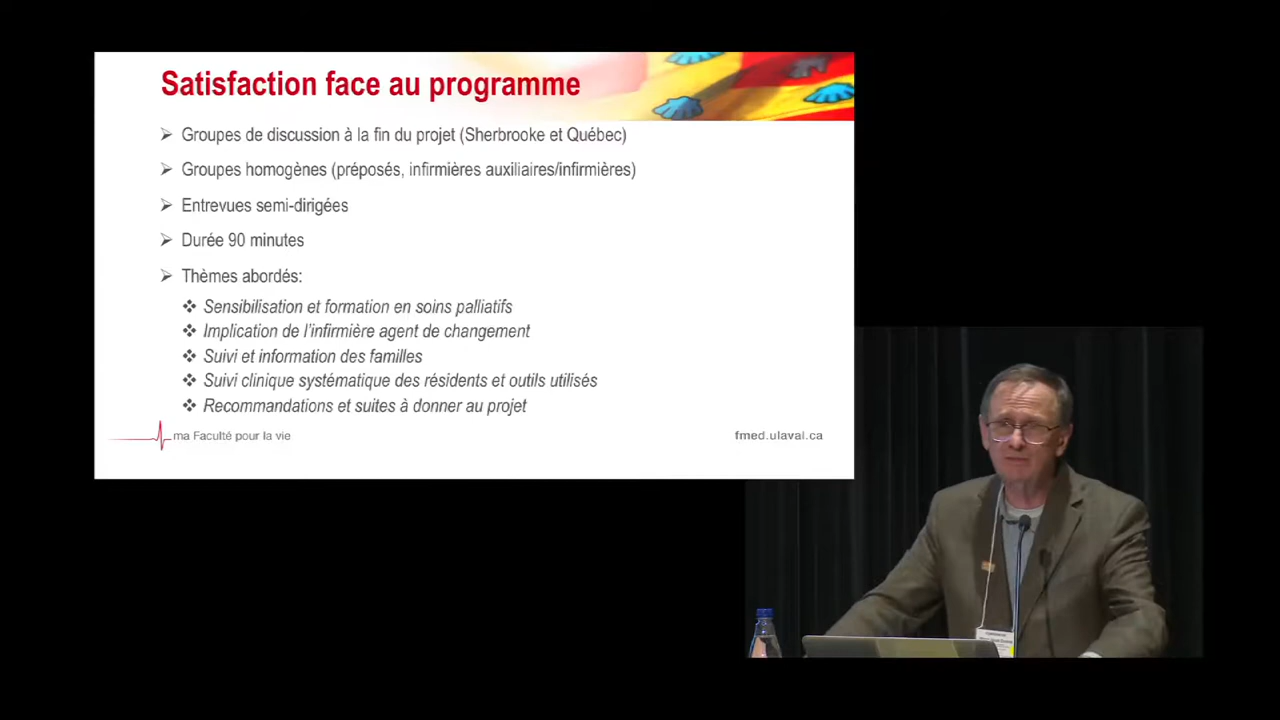 Satisfaction face au programme
Groupes de discussion à la fin du projet (Sherbrooke et Québec)
Groupes homogènes (préposés, infirmières auxiliaires/infirmières)
Entrevues semi-dirigées
Durée 90 minutes
Thèmes abordés:
Sensibilisation et formation en soins palliatifs
Implication de l'infirmière agent de changement
Suivi et information des familles
Suivi clinique systématique des résidents et outils utilisés
Recommandations et suites à donner au projet
ma Faculté pour la vie
fmed.ulaval.ca